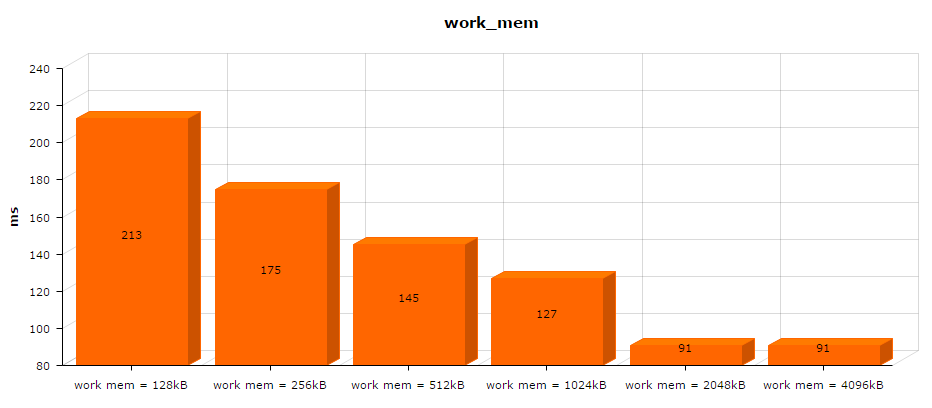 work_mem
240
220
200
180
160
140
120
100
80
ms
213
175
145
127
91
91
work mem = 128kB
work mem = 256kB
work mem = 512kB
work mem = 1024kB
work mem = 2048kB
work mem = 4096kB